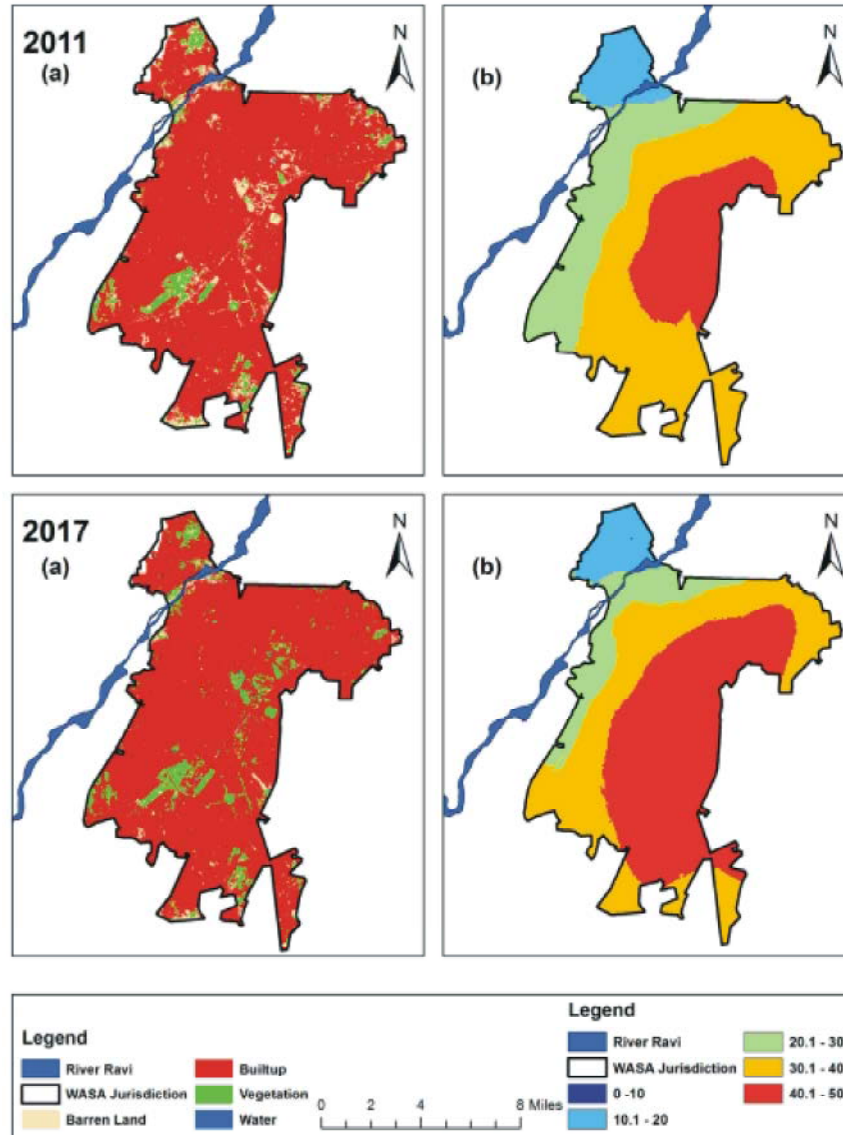 2011
(a)
N
(b)
N
2017
(a)
N
(b)
N
Legend
River Ravi
WASA Jurisdiction
Barren Land
Builtup
Vegetation
Water
0 2 4 8 Miles
Legend
River Ravi
WASA Jurisdiction
0 -10
10.1 - 20
20.1 - 30
30.1 - 40
40.1 - 50